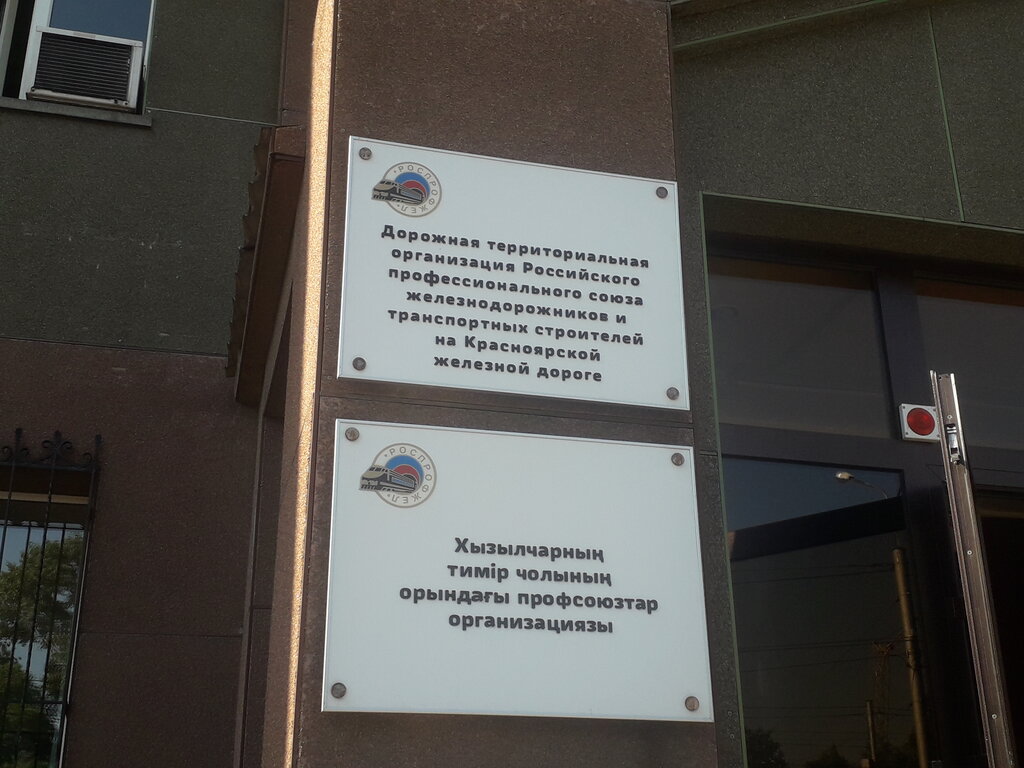 РОСПРОФЖЕЛ
Дорожная территориальная
организация Российского
профессионального союза
железнодорожников и
транспортных строителей
на Красноярской
железной дороге
РОСПРОФЖЕЛ
Хызылчарның
тимір чолының
орындағы профсоюзтар
организациязы